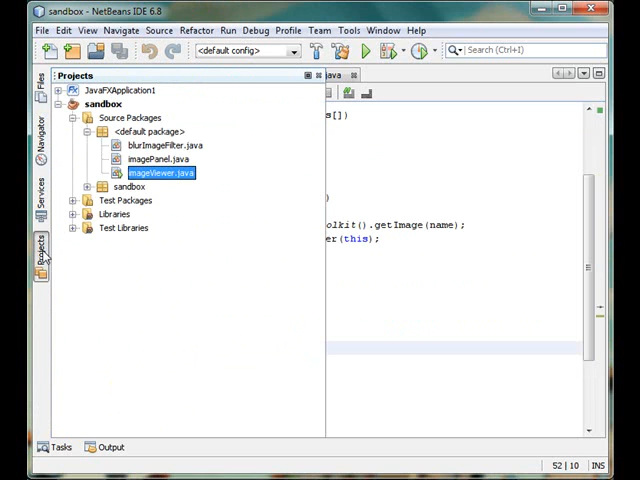 sandbox - NetBeans IDE 6.8
File Edit View Navigate Source Refactor Run Debug Profile Team Tools Window Help
<default config>
Search (Ctrl+I)
Projects
java
Files
Navigator
Services
Projects
JavaFXApplication1
sandbox
Source Packages
<default package>
blurImageFilter.java
imagePanel.java
imageViewer.java
sandbox
Test Packages
Libraries
Test Libraries
s[])
)
olkit().getImage(name);
er(this);
Tasks Output
52 | 10 INS